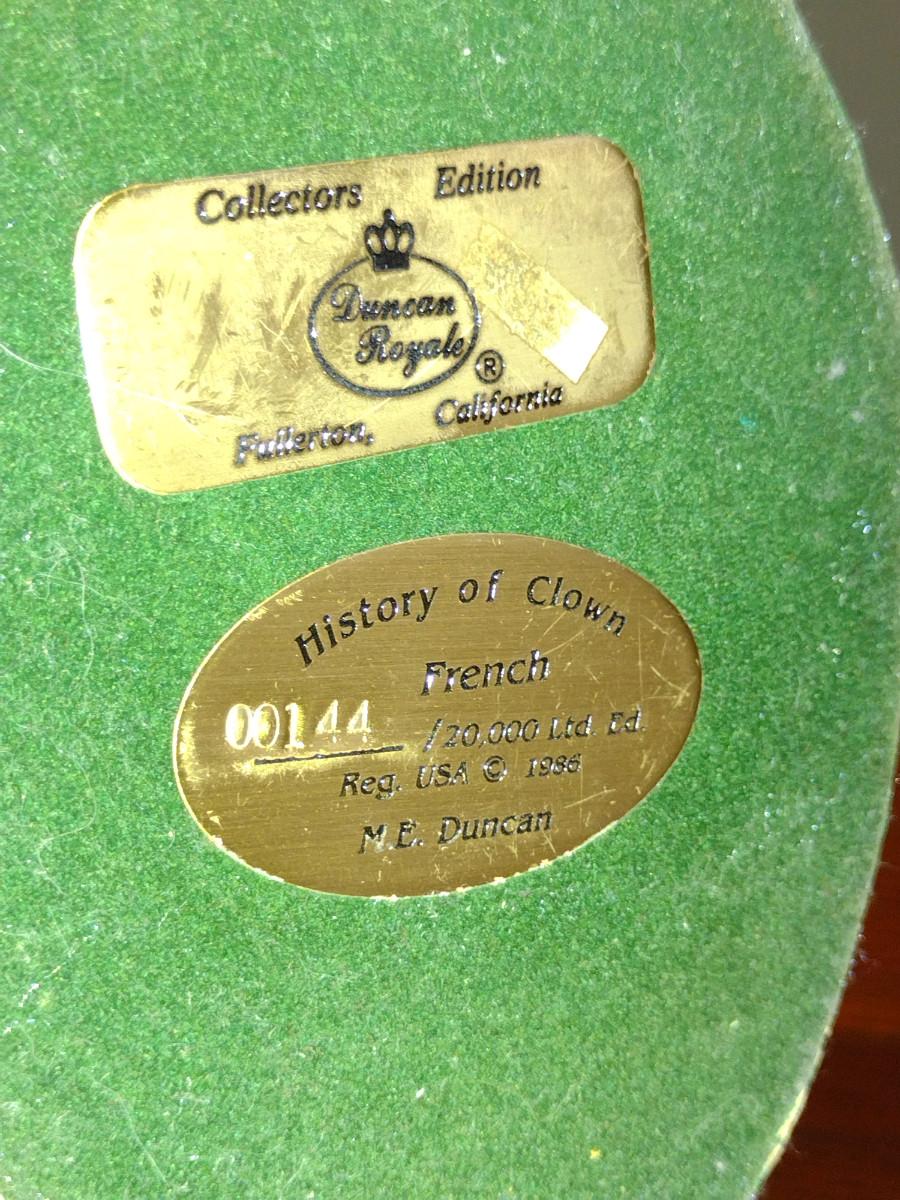 Collectors Edition
Duncan
Royale ®
Fullerton, California
History of Clown
French
00144 /20,000 Ltd. Ed.
Reg. USA © 1986
M.E. Duncan